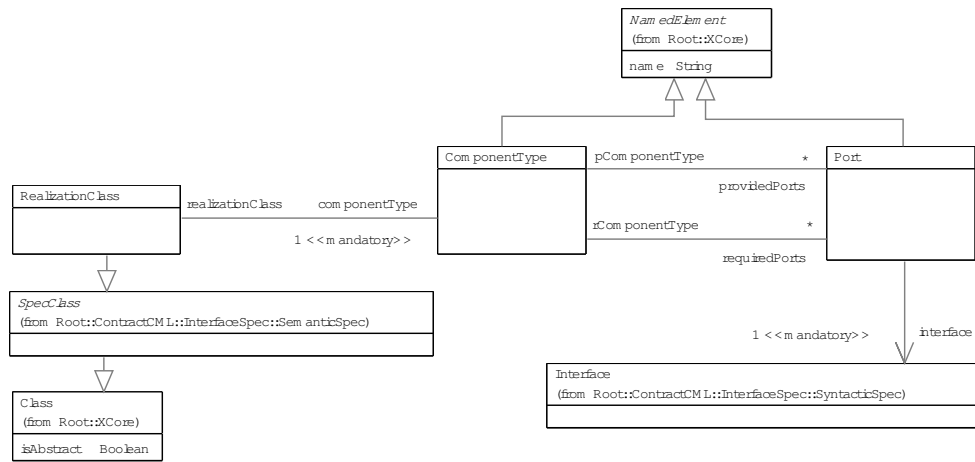 NamedElement
(from Root::XCore)
name String
ComponentType
pComponentType
*
providedPorts
rComponentType
*
requiredPorts
Port
RealizationClass
realizationClass
componentType
1 <<mandatory>>
SpecClass
(from Root::ContractCML::InterfaceSpec::SemanticSpec)
1 <<mandatory>>
interface
Interface
(from Root::ContractCML::InterfaceSpec::SyntacticSpec)
Class
(from Root::XCore)
isAbstract Boolean